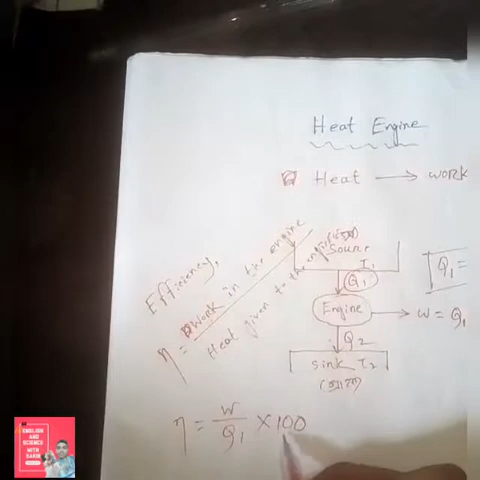 Heat Engine
Heat → WORK
Source
T₁
Q₁
Q₁ =
Engine
W = Q₁
Q₂
sink T₂
Efficiency,
η = Work in the engine
Heat given to the engine
η = W / Q₁ × 100
ENGLISH
AND
SCIENCE
WITH